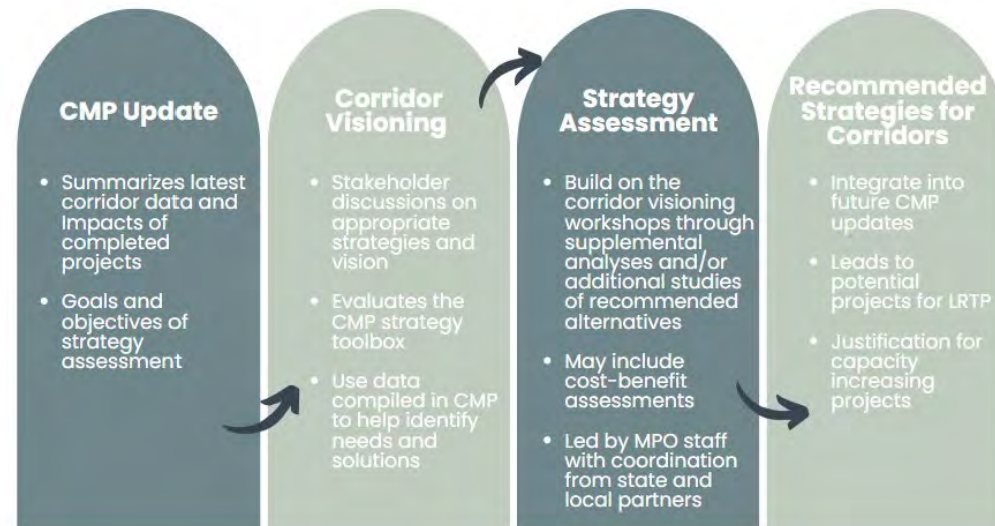 CMP Update
• Summarizes latest
corridor data and
Impacts of
completed
projects
• Goals and
objectives of
strategy
assessment
Corridor
Visioning
• Stakeholder
discussions on
appropriate
strategies and
vision
• Evaluates the
CMP strategy
toolbox
• Use data
compiled in CMP
to help identify
needs and
solutions
Strategy
Assessment
• Build on the
corridor visioning
workshops through
supplemental
analyses and/or
additional studies
of recommended
alternatives
• May include
cost-benefit
assessments
• Led by MPO staff
with coordination
from state and
local partners
Recommended
Strategies for
Corridors
• Integrate into
future CMP
updates
• Leads to
potential
projects for LRTP
• Justification for
capacity
increasing
projects